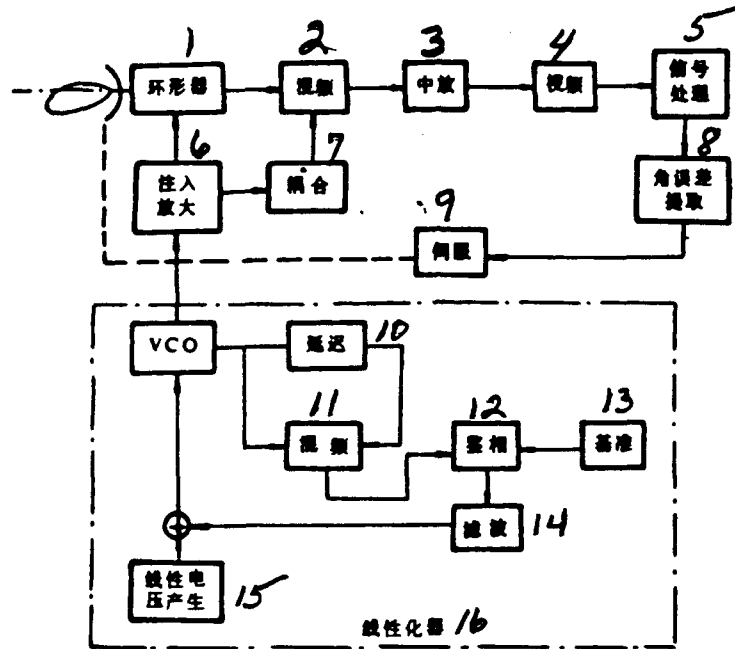 1
2
3
4
5
环形器
混频
中放
视频
信号
处理
6
7
8
注入
放大
耦合
角误差
提取
9
伺服
VCO
延迟
10
11
混频
12
鉴相
13
基准
滤波
14
线性电
压产生
15
线性化器 16